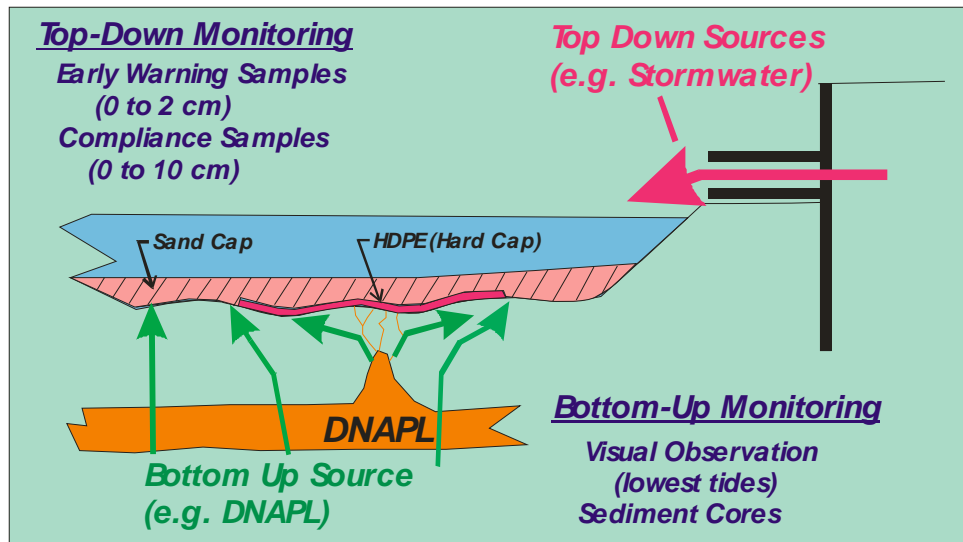 Top-Down Monitoring
Early Warning Samples
(0 to 2 cm)
Compliance Samples
(0 to 10 cm)
Top Down Sources
(e.g. Stormwater)
Sand Cap
HDPE(Hard Cap)
DNAPL
Bottom Up Source
(e.g. DNAPL)
Bottom-Up Monitoring
Visual Observation
(lowest tides)
Sediment Cores